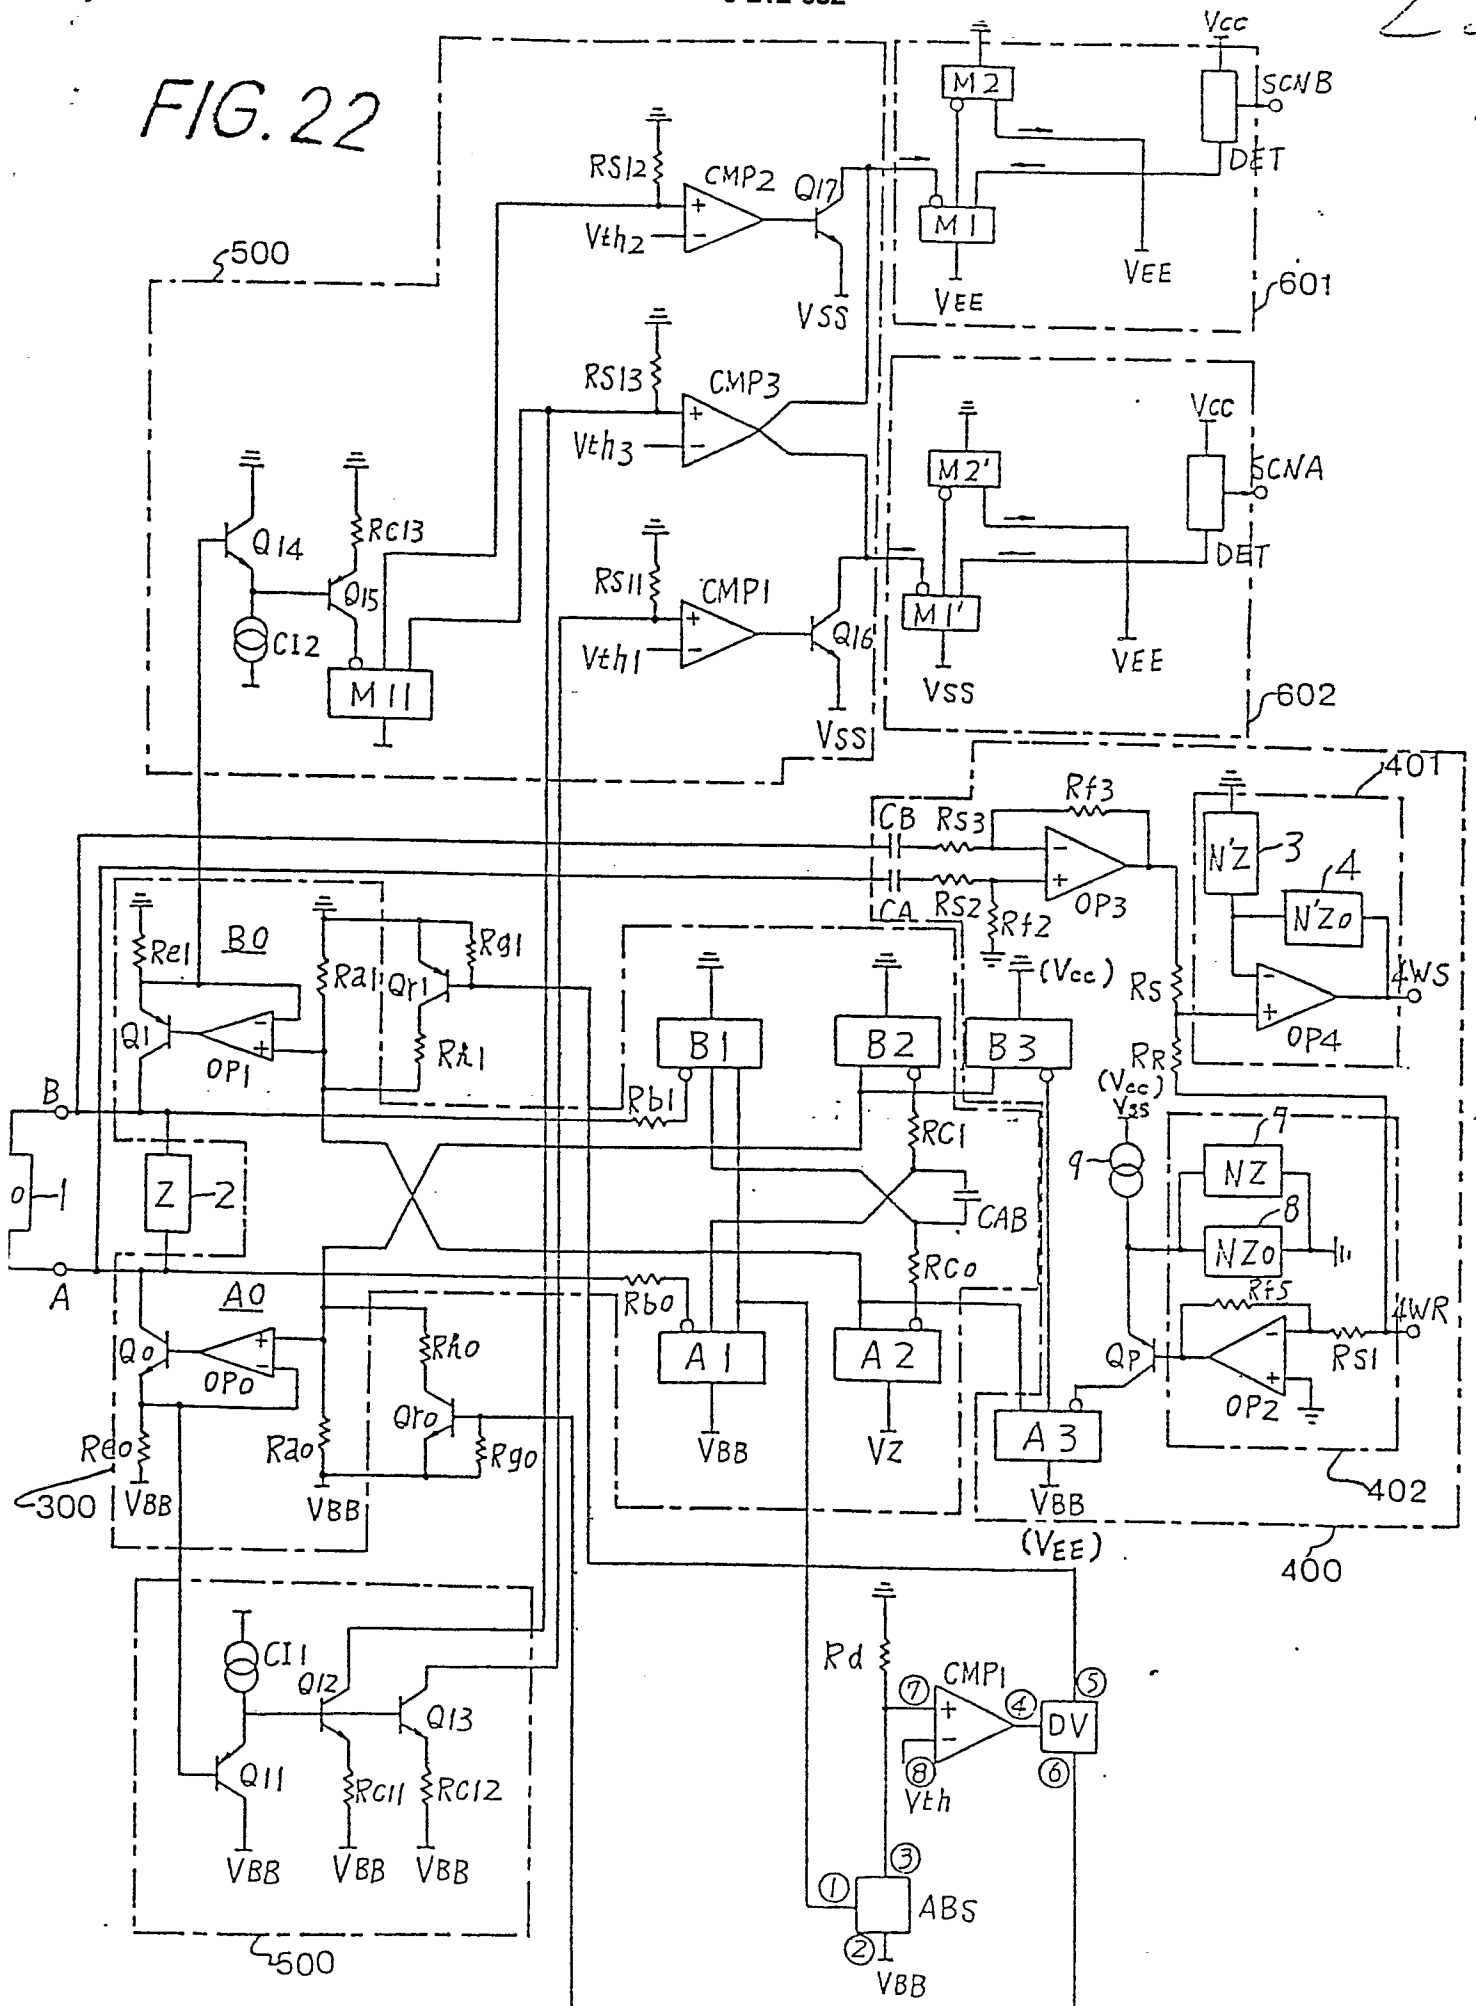 FIG. 22
Vcc
M2
SCNB
DET
RS12
CMP2
Q17
Vth2
M1
VSS
VEE
VEE
601
500
RS13
CMP3
Vth3
Vcc
M2'
SCNA
DET
Q14
RC13
Q15
CI2
M11
RS11
CMP1
Vth1
Q16
M1'
VSS
VSS
VEE
602
401
CB
RS3
Rf3
CA
RS2
Rf2
OP3
N'Z
3
4
N'Zo
4WS
OP4
RS
RR
(Vcc)
VSS
Re1
B0
Ra1
Qr1
Rg1
Q1
OP1
Rh1
B1
B2
(Vcc)
B3
B
Rb1
RC1
1
Z
2
CAB
9
7
NZ
8
NZo
A
A0
Rbo
RCo
Rf5
4WR
Qo
OPo
Rho
A1
A2
QP
OP2
RS1
Reo
Rao
Qro
Rgo
VBB
VZ
A3
VBB
(VEE)
402
400
300
VBB
VBB
CI1
Q12
Q13
Q11
RC11
RC12
VBB
VBB
VBB
500
Rd
CMP1
⑦
④
⑤
DV
⑧
⑥
Vth
③
①
ABS
②
VBB